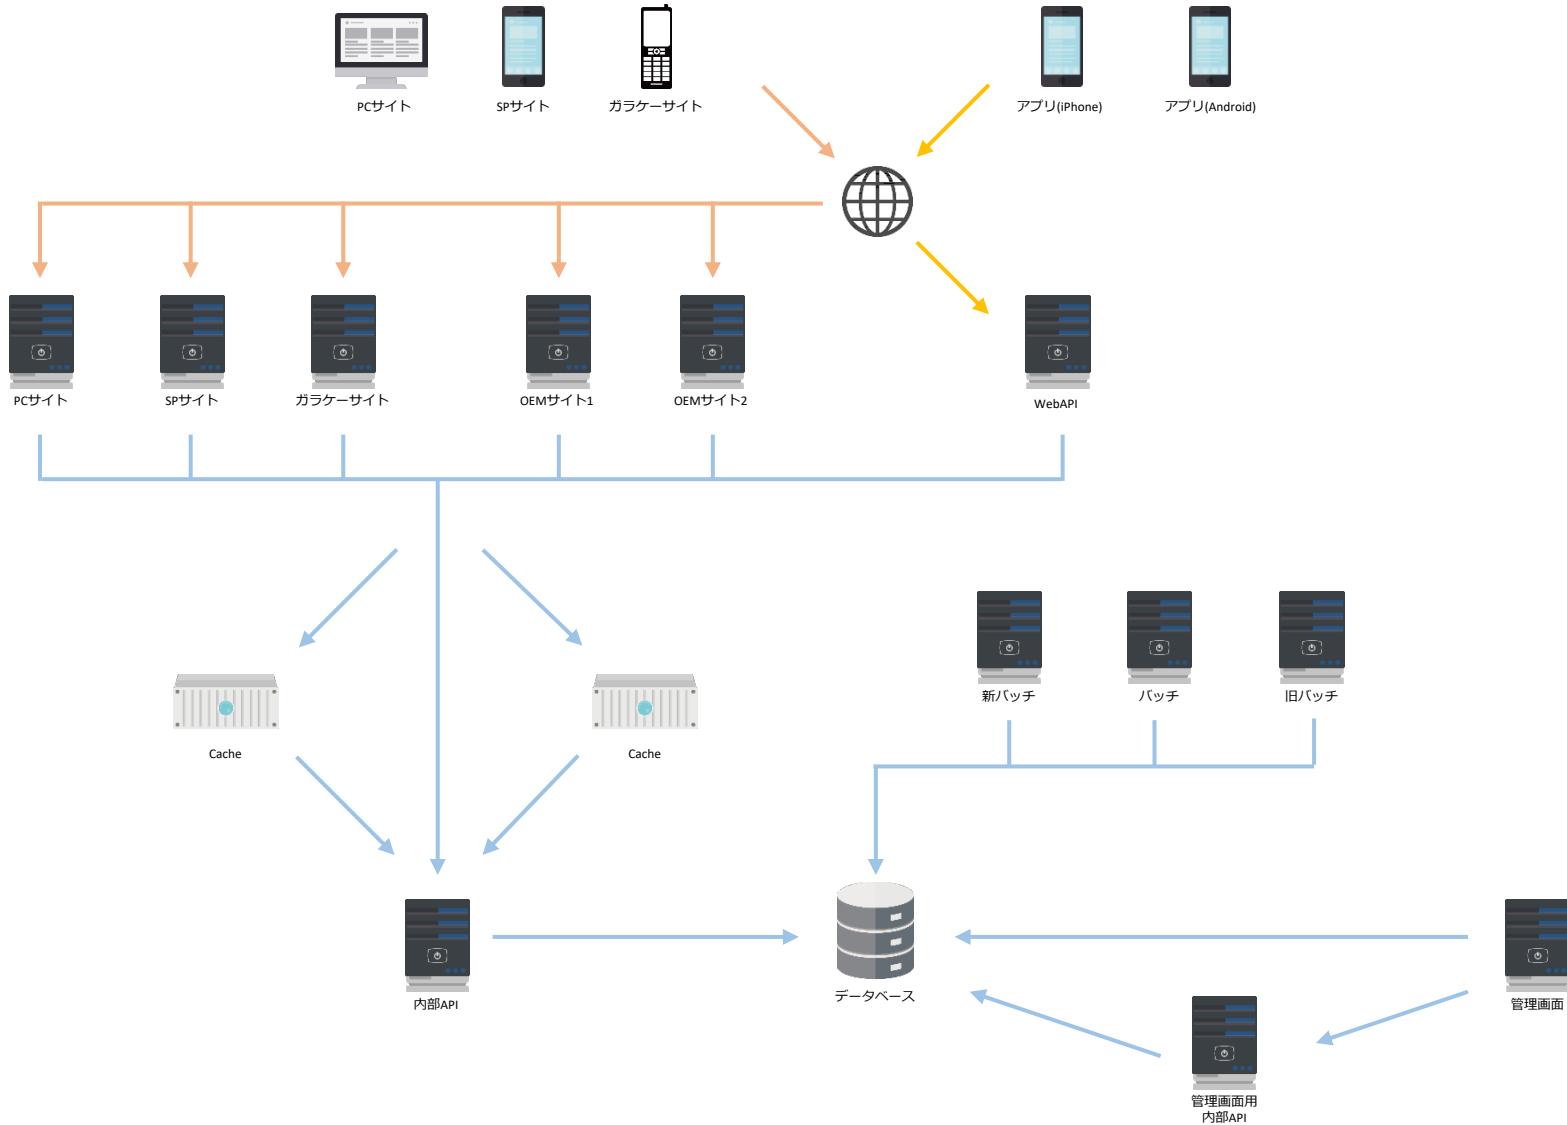 PCサイト
SPサイト
ガラケーサイト
アプリ(iPhone)
アプリ(Android)
PCサイト
SPサイト
ガラケーサイト
OEMサイト1
OEMサイト2
WebAPI
新バッチ
バッチ
旧バッチ
Cache
Cache
内部API
データベース
管理画面
管理画面用
内部API